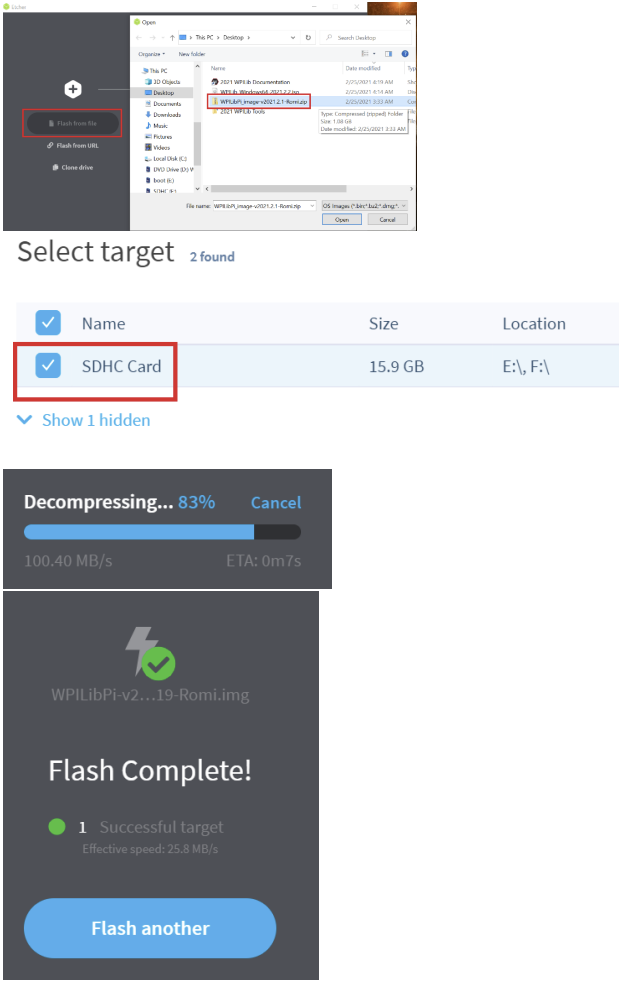 Etcher
Open
This PC > Desktop >
Search Desktop
Organize
New folder
This PC
3D Objects
Desktop
Documents
Downloads
Music
Pictures
Videos
Local Disk (C:)
DVD Drive (D:) W
boot (E:)
SDHC (F:)
Name
Date modified
Typ
2021 WPILib Documentation
2/25/2021 4:19 AM
WPILib_Windows64-2021.2.2.iso
2/25/2021 4:14 AM
WPILibPi_image-v2021.2.1-Romi.zip
2/25/2021 3:33 AM
2021 WPILib Tools
Type: Compressed (zipped) Folder
Size: 1.00 GB
Date modified: 2/25/2021 3:33 AM
File name:
WPILibPi_image-v2021.2.1-Romi.zip
OS Images (*.bin;*.bz2;*.dmg;*.
Open
Cancel
Flash from file
Flash from URL
Clone drive
Select target 2 found
Name Size Location
SDHC Card 15.9 GB E:\, F:\
Show 1 hidden
Decompressing... 83% Cancel
100.40 MB/s ETA: 0m7s
WPILibPi-v2...19-Romi.img
Flash Complete!
1 Successful target
Effective speed: 25.8 MB/s
Flash another